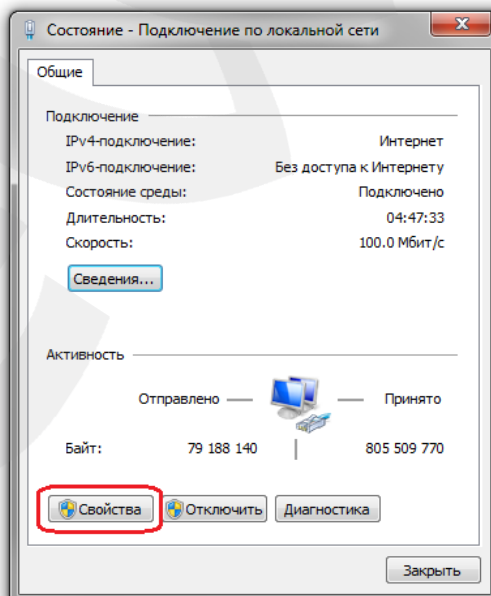 Состояние - Подключение по локальной сети
Общие
Подключение
IPv4-подключение: Интернет
IPv6-подключение: Без доступа к Интернету
Состояние среды: Подключено
Длительность: 04:47:33
Скорость: 100.0 Мбит/с
Сведения...
Активность
Отправлено — — Принято
Байт: 79 188 140 | 805 509 770
Свойства Отключить Диагностика
Закрыть